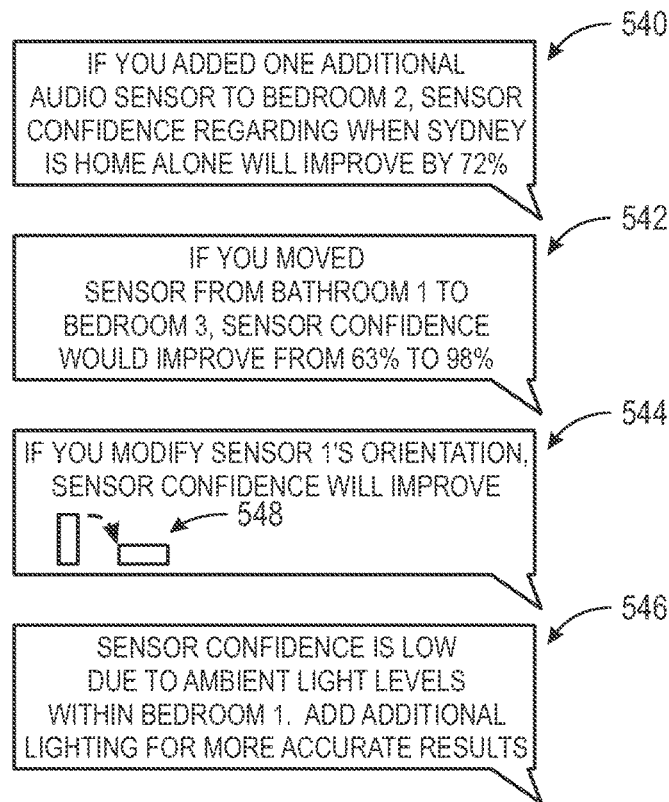 540
IF YOU ADDED ONE ADDITIONAL
AUDIO SENSOR TO BEDROOM 2, SENSOR
CONFIDENCE REGARDING WHEN SYDNEY
IS HOME ALONE WILL IMPROVE BY 72%
542
IF YOU MOVED
SENSOR FROM BATHROOM 1 TO
BEDROOM 3, SENSOR CONFIDENCE
WOULD IMPROVE FROM 63% TO 98%
544
IF YOU MODIFY SENSOR 1'S ORIENTATION,
SENSOR CONFIDENCE WILL IMPROVE
548
546
SENSOR CONFIDENCE IS LOW
DUE TO AMBIENT LIGHT LEVELS
WITHIN BEDROOM 1. ADD ADDITIONAL
LIGHTING FOR MORE ACCURATE RESULTS